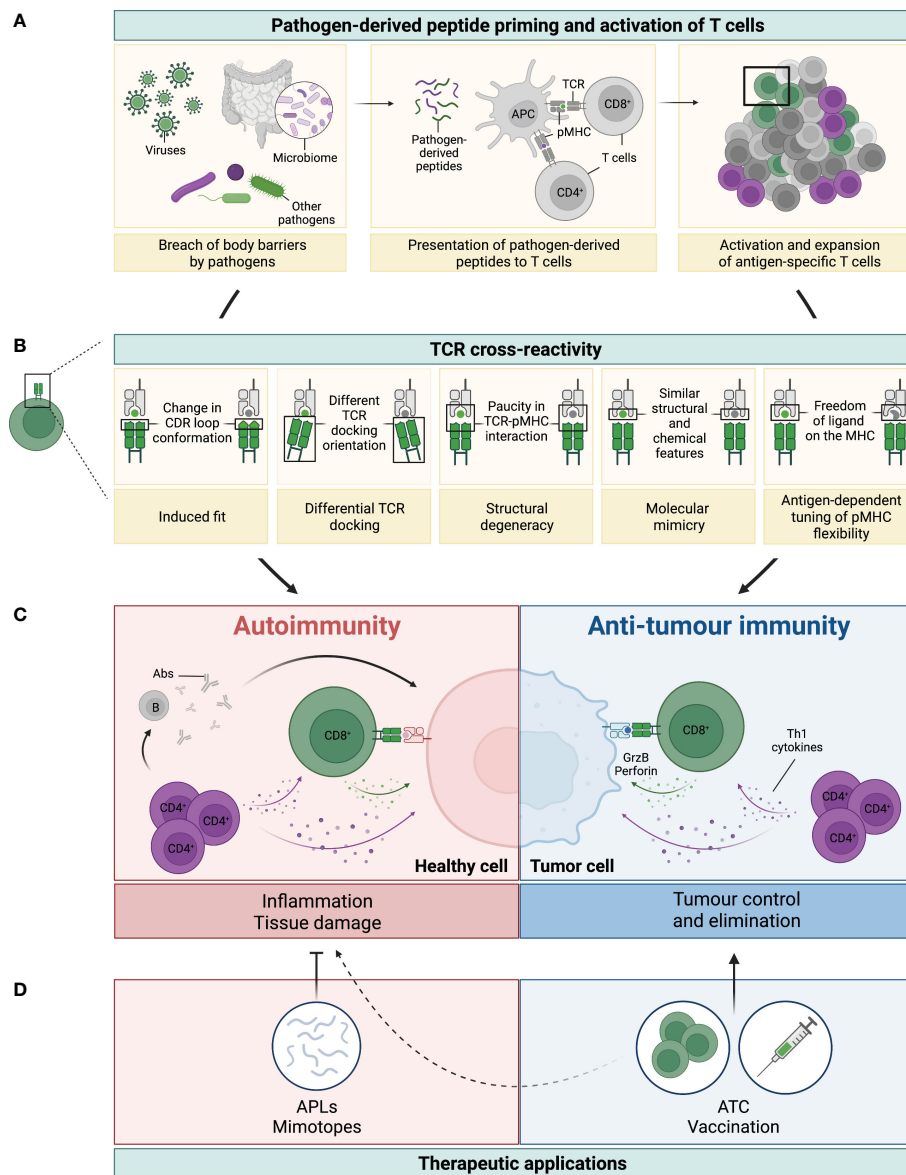 A
Pathogen-derived peptide priming and activation of T cells
Viruses
Microbiome
Other
pathogens
Breach of body barriers
by pathogens
Pathogen-
derived
peptides
APC
TCR
CD8⁺
pMHC
T cells
CD4⁺
Presentation of pathogen-derived
peptides to T cells
Activation and expansion
of antigen-specific T cells
B
TCR cross-reactivity
Change in
CDR loop
conformation
Induced fit
Different
TCR
docking
orientation
Differential TCR
docking
Paucity in
TCR-pMHC
interaction
Structural
degeneracy
Similar
structural
and
chemical
features
Molecular
mimicry
Freedom
of ligand
on the MHC
Antigen-dependent
tuning of pMHC
flexibility
C
Autoimmunity
Abs
B
CD8⁺
CD4⁺
CD4⁺
CD4⁺
Healthy cell
Inflammation
Tissue damage
Anti-tumour immunity
CD8⁺
GrzB
Perforin
Th1
cytokines
CD4⁺
CD4⁺
CD4⁺
Tumor cell
Tumour control
and elimination
D
APLs
Mimotopes
ATC
Vaccination
Therapeutic applications